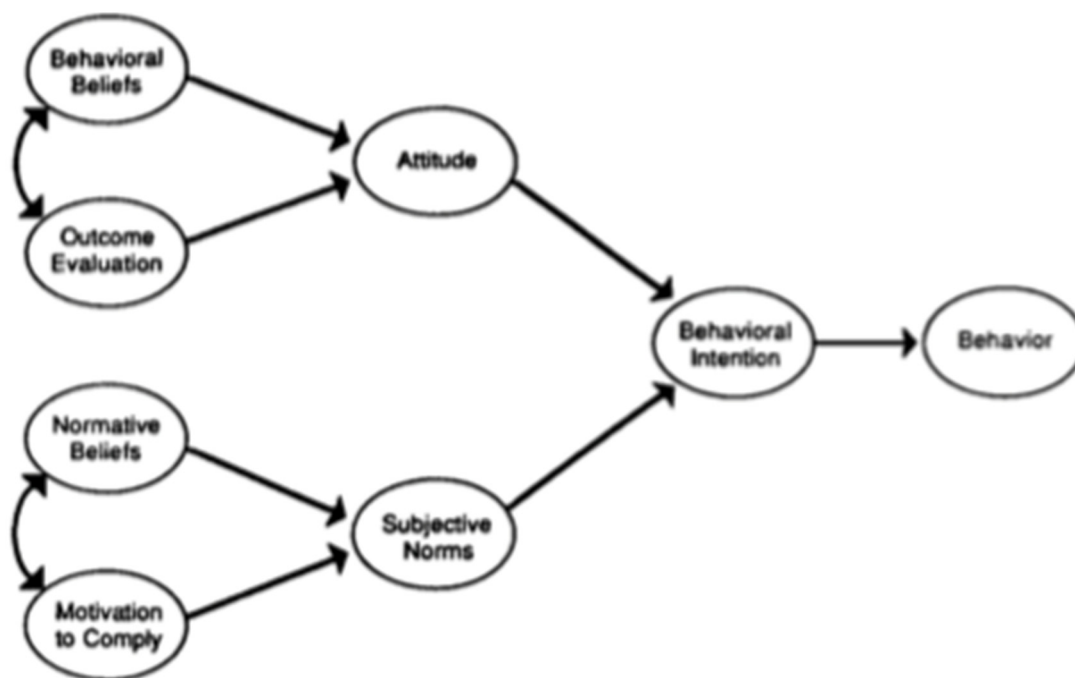 Behavioral
Beliefs
Attitude
Outcome
Evaluation
Behavioral
Intention
Behavior
Normative
Beliefs
Subjective
Norms
Motivation
to Comply